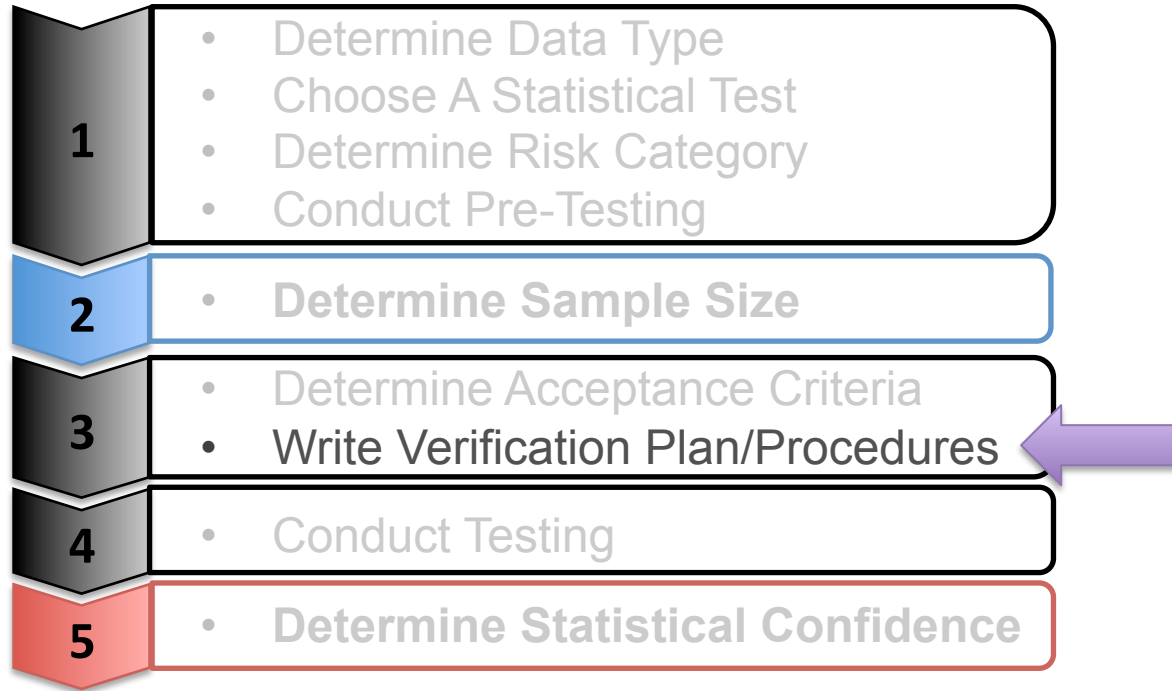 1
• Determine Data Type
• Choose A Statistical Test
• Determine Risk Category
• Conduct Pre-Testing
2
• Determine Sample Size
3
• Determine Acceptance Criteria
• Write Verification Plan/Procedures
4
• Conduct Testing
5
• Determine Statistical Confidence